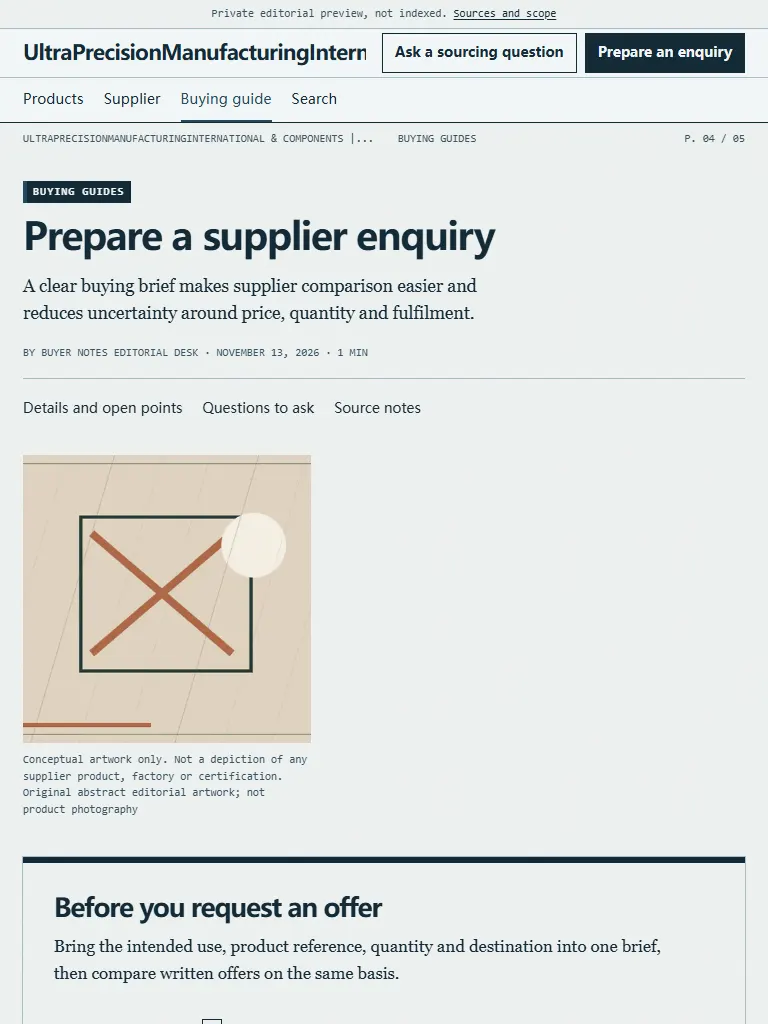 Private editorial preview, not indexed. Sources and scope
UltraPrecisionManufacturingIntern
Ask a sourcing question
Prepare an enquiry
Products
Supplier
Buying guide
Search
ULTRAPRECISIONMANUFACTURINGINTERNATIONAL & COMPONENTS |...
BUYING GUIDES
P. 04 / 05
BUYING GUIDES
Prepare a supplier enquiry
A clear buying brief makes supplier comparison easier and
reduces uncertainty around price, quantity and fulfilment.
BY BUYER NOTES EDITORIAL DESK · NOVEMBER 13, 2026 · 1 MIN
Details and open points
Questions to ask
Source notes
Conceptual artwork only. Not a depiction of any
supplier product, factory or certification.
Original abstract editorial artwork; not
product photography
Before you request an offer
Bring the intended use, product reference, quantity and destination into one brief,
then compare written offers on the same basis.